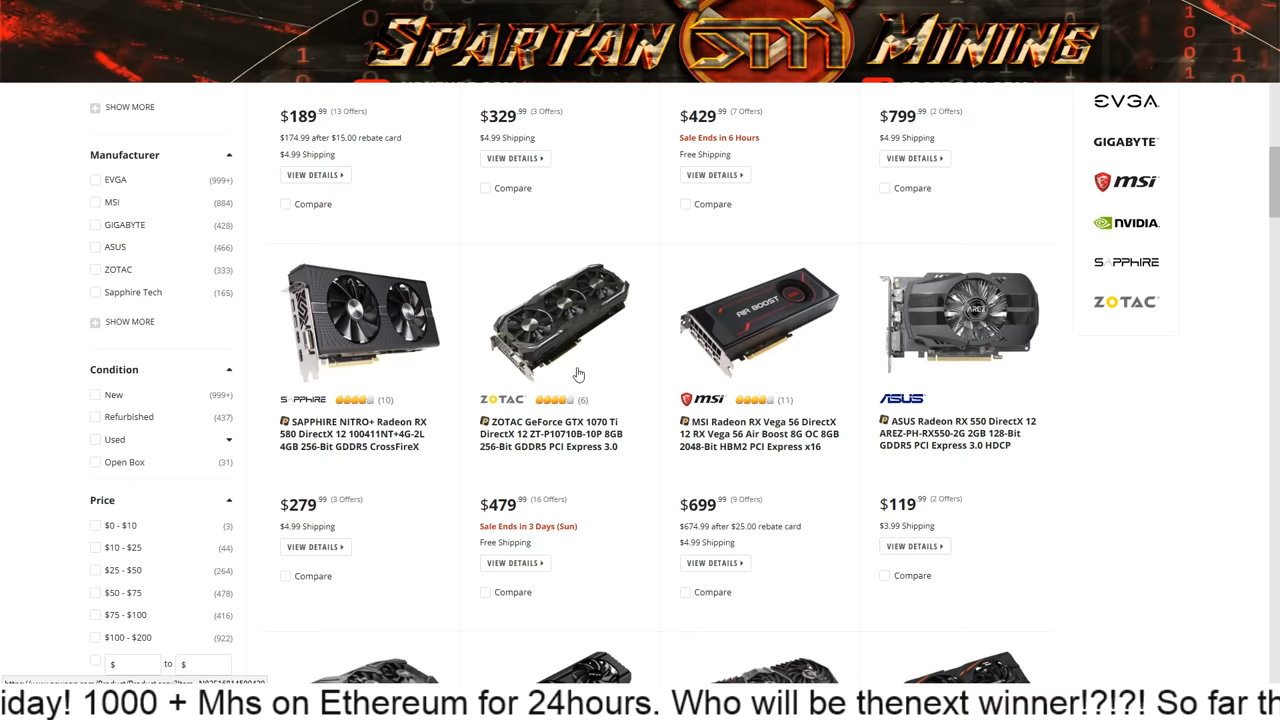 SPARTAN SM MINING
SHOW MORE
Manufacturer
EVGA (999+)
MSI (884)
GIGABYTE (428)
ASUS (466)
ZOTAC (333)
Sapphire Tech (165)
SHOW MORE
Condition
New (999+)
Refurbished (437)
Used
Open Box (31)
Price
$0 - $10 (3)
$10 - $25 (44)
$25 - $50 (264)
$50 - $75 (478)
$75 - $100 (416)
$100 - $200 (922)
$ to $
$189.99 (13 Offers)
$174.99 after $15.00 rebate card
$4.99 Shipping
VIEW DETAILS
Compare
$329.99 (3 Offers)
$4.99 Shipping
VIEW DETAILS
Compare
$429.99 (7 Offers)
Sale Ends in 6 Hours
Free Shipping
VIEW DETAILS
Compare
$799.99 (2 Offers)
$4.99 Shipping
VIEW DETAILS
Compare
SAPPHIRE (10)
SAPPHIRE NITRO+ Radeon RX
580 DirectX 12 100411NT+4G-2L
4GB 256-Bit GDDR5 CrossFireX
$279.99 (3 Offers)
$4.99 Shipping
VIEW DETAILS
Compare
ZOTAC (6)
ZOTAC GeForce GTX 1070 Ti
DirectX 12 ZT-P10710B-10P 8GB
256-Bit GDDR5 PCI Express 3.0
$479.99 (16 Offers)
Sale Ends in 3 Days (Sun)
Free Shipping
VIEW DETAILS
Compare
AIR BOOST
msi (11)
MSI Radeon RX Vega 56 DirectX
12 RX Vega 56 Air Boost 8G OC 8GB
2048-Bit HBM2 PCI Express x16
$699.99 (9 Offers)
$674.99 after $25.00 rebate card
$4.99 Shipping
VIEW DETAILS
Compare
AREZ
ASUS
ASUS Radeon RX 550 DirectX 12
AREZ-PH-RX550-2G 2GB 128-Bit
GDDR5 PCI Express 3.0 HDCP
$119.99 (2 Offers)
$3.99 Shipping
VIEW DETAILS
Compare
EVGA
GIGABYTE
msi
NVIDIA
SAPPHIRE
ZOTAC
iday! 1000 + Mhs on Ethereum for 24hours. Who will be thenext winner!?!?! So far th